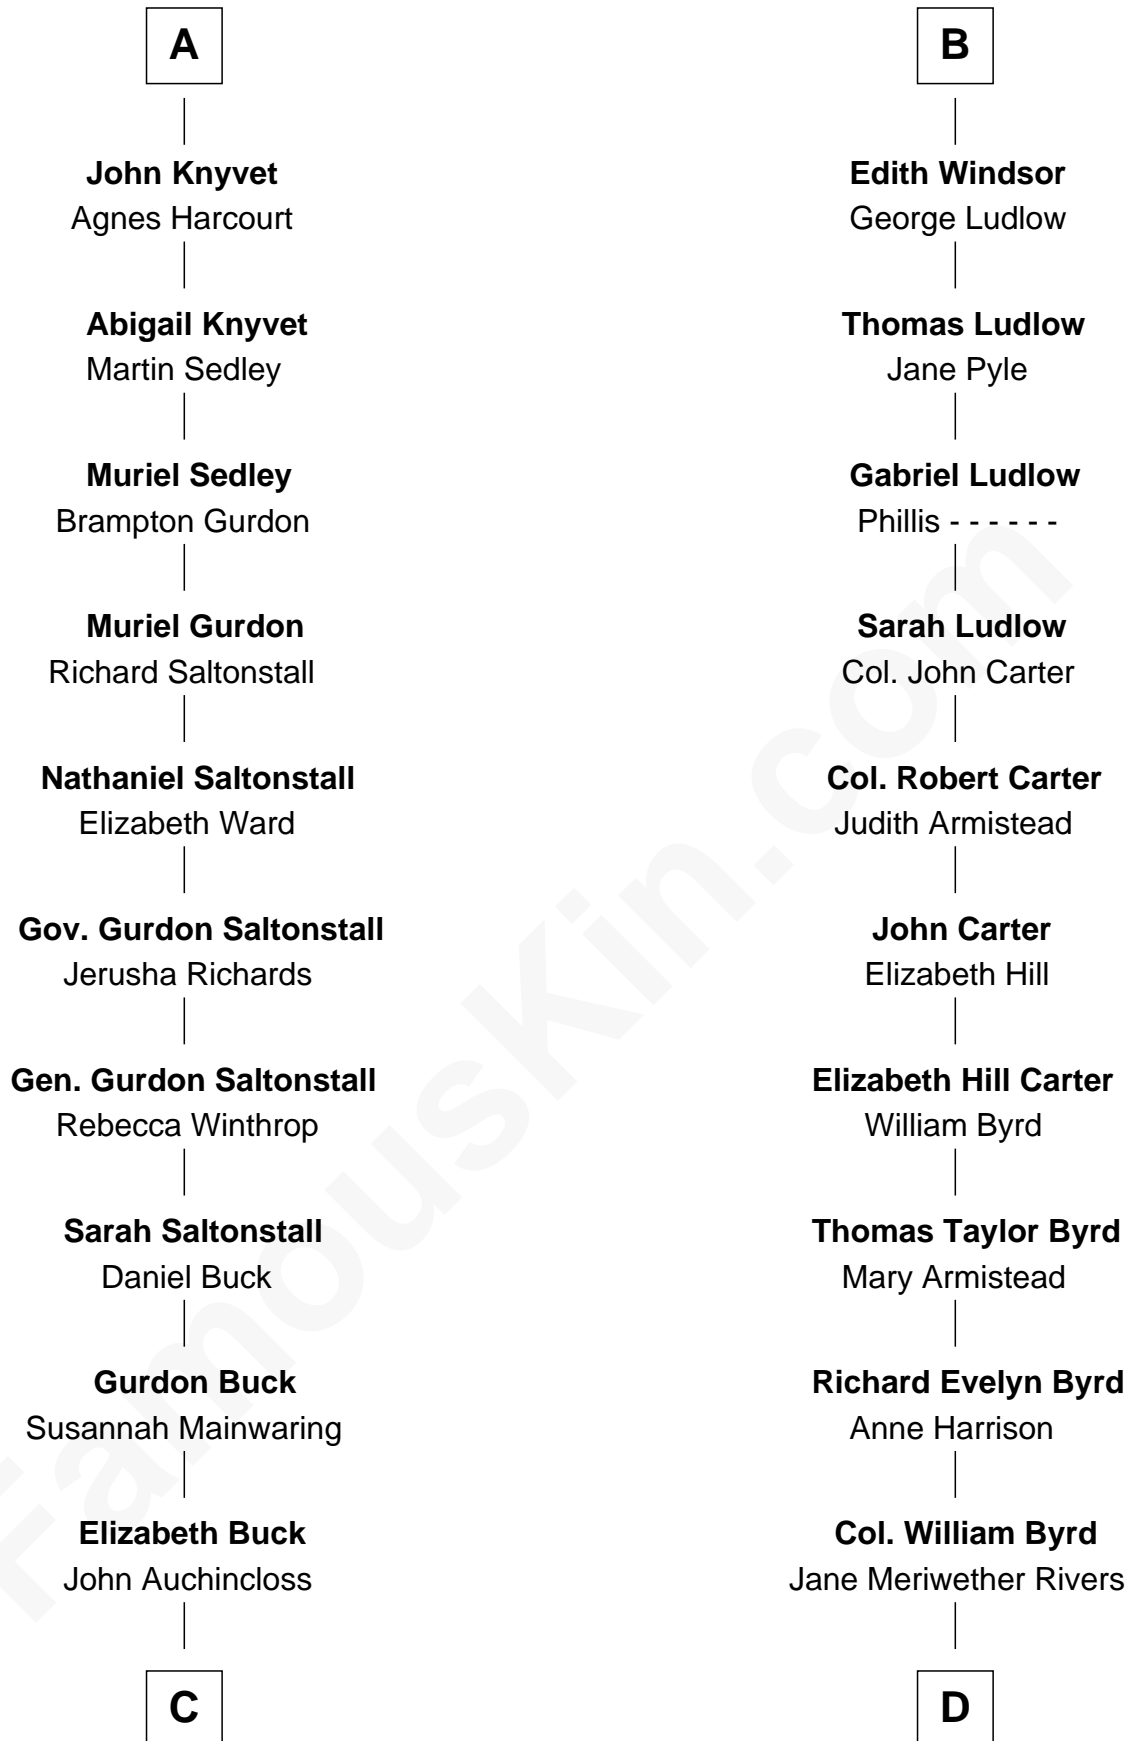 A
John Knyvet
Agnes Harcourt
Abigail Knyvet
Martin Sedley
Muriel Sedley
Brampton Gurdon
Muriel Gurdon
Richard Saltonstall
Nathaniel Saltonstall
Elizabeth Ward
Gov. Gurdon Saltonstall
Jerusha Richards
Gen. Gurdon Saltonstall
Rebecca Winthrop
Sarah Saltonstall
Daniel Buck
Gurdon Buck
Susannah Mainwaring
Elizabeth Buck
John Auchincloss
C
B
Edith Windsor
George Ludlow
Thomas Ludlow
Jane Pyle
Gabriel Ludlow
Phillis - - - - - -
Sarah Ludlow
Col. John Carter
Col. Robert Carter
Judith Armistead
John Carter
Elizabeth Hill
Elizabeth Hill Carter
William Byrd
Thomas Taylor Byrd
Mary Armistead
Richard Evelyn Byrd
Anne Harrison
Col. William Byrd
Jane Meriwether Rivers
D
FamousKin.com